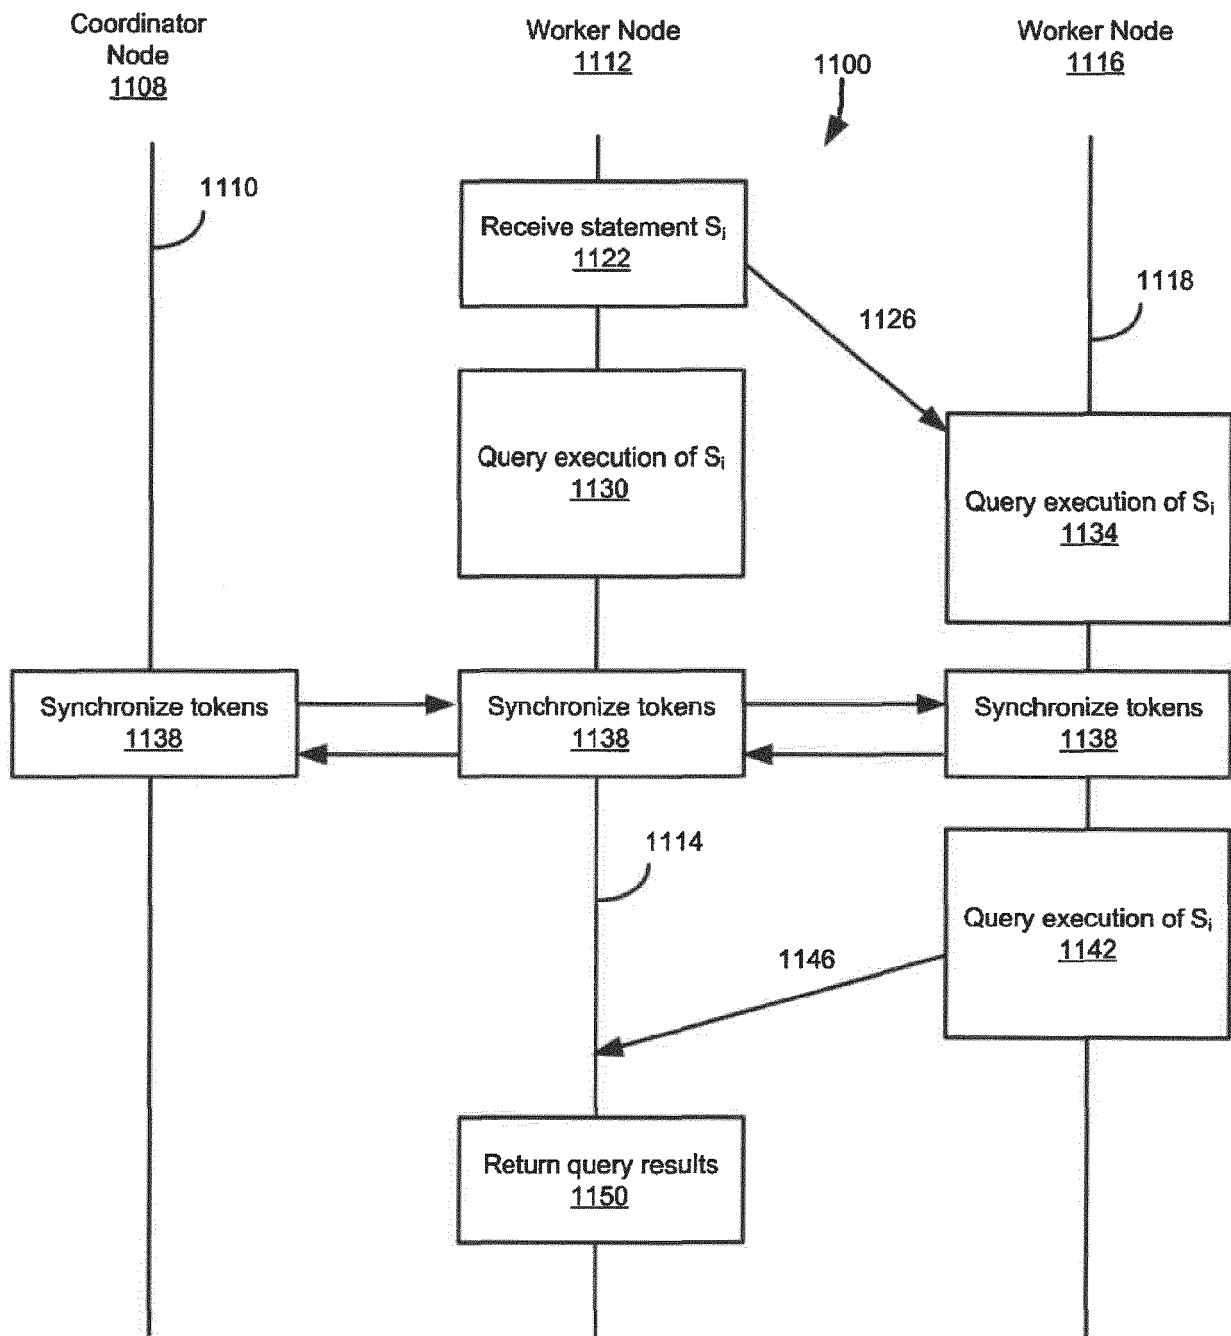 Coordinator
Node
1108
Worker Node
1112
1100
Worker Node
1116
1110
Receive statement Si
1122
1126
1118
Query execution of Si
1130
Query execution of Si
1134
Synchronize tokens
1138
Synchronize tokens
1138
Synchronize tokens
1138
1114
Query execution of Si
1142
1146
Return query results
1150